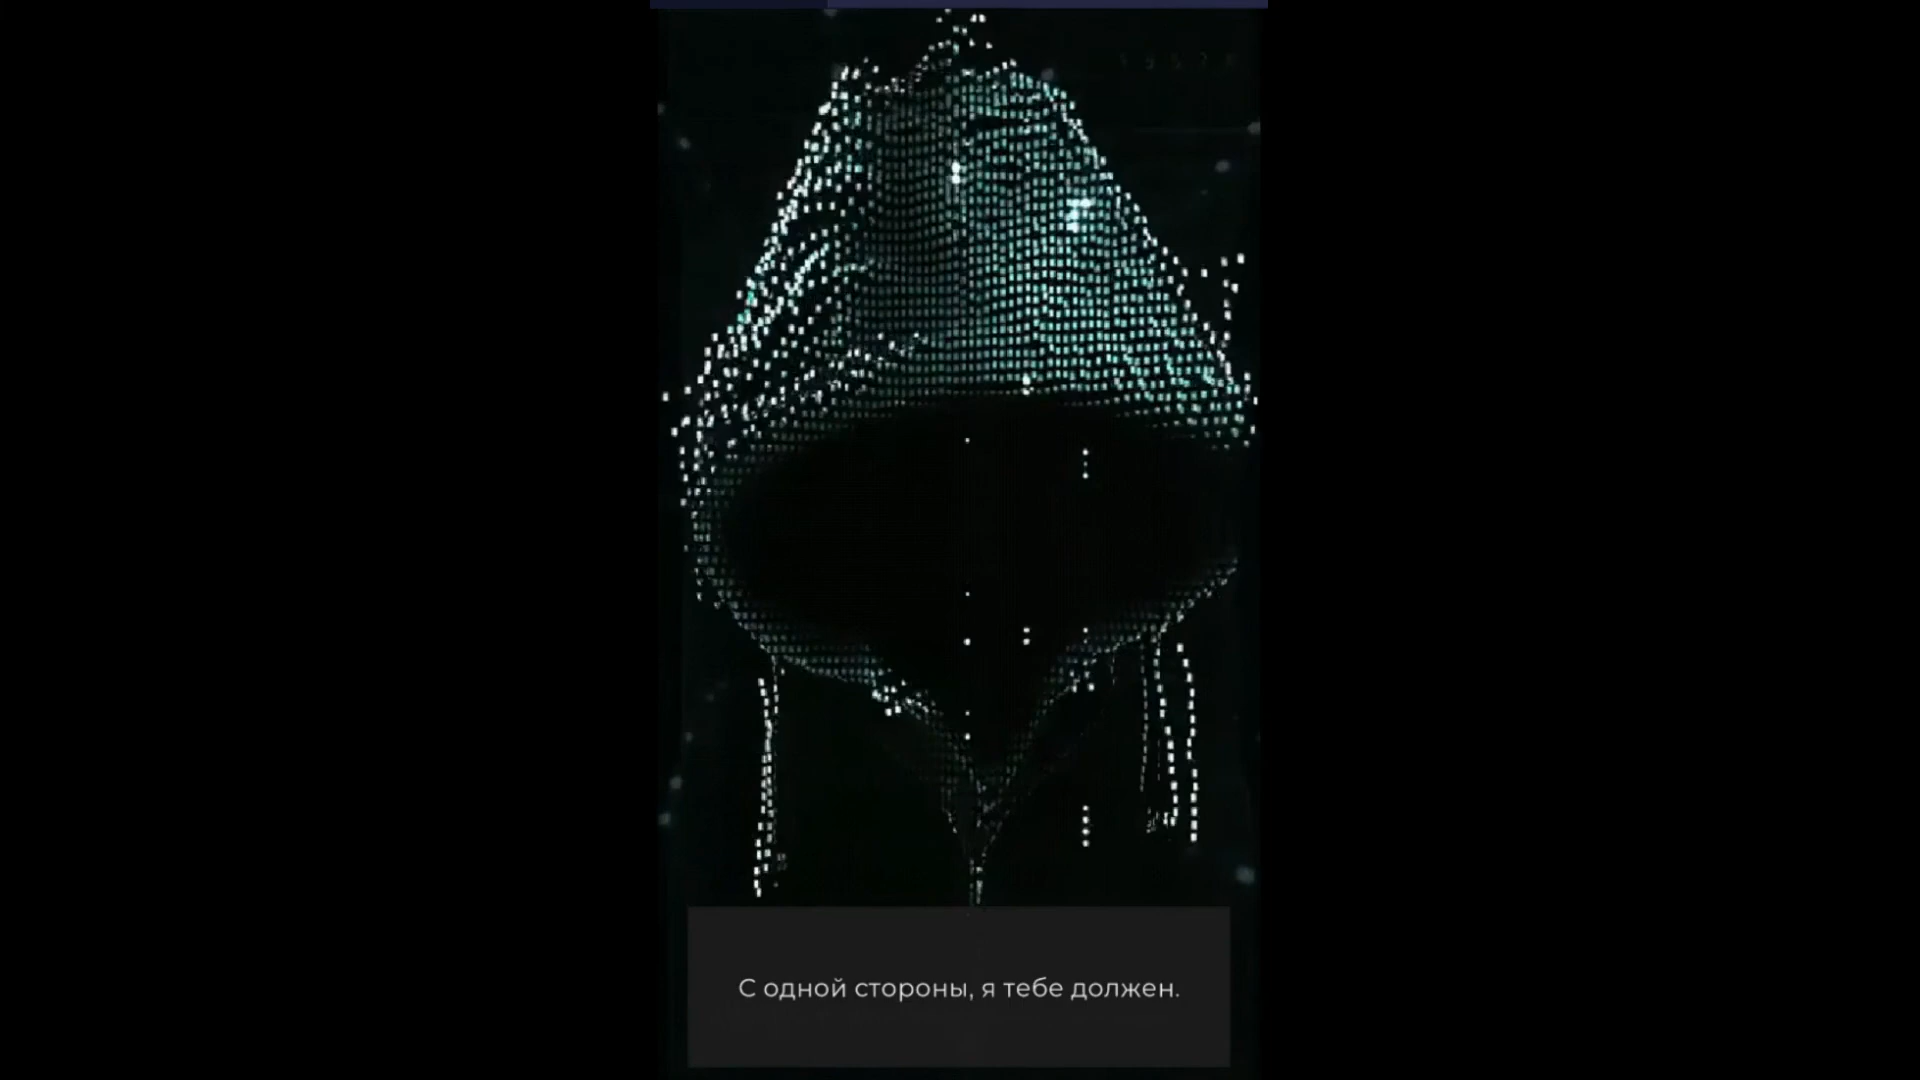 С одной стороны, я тебе должен.